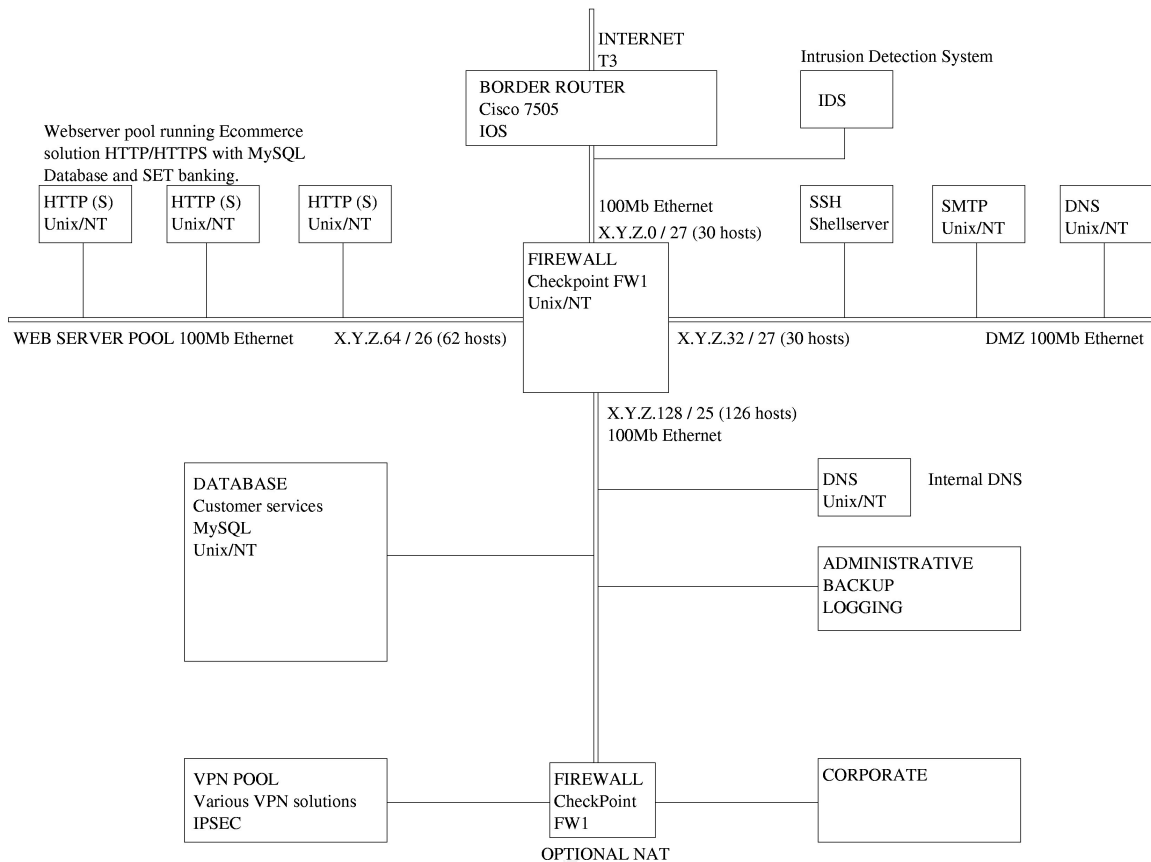 INTERNET
T3
Intrusion Detection System
BORDER ROUTER
Cisco 7505
IOS
IDS
Webserver pool running Ecommerce
solution HTTP/HTTPS with MySQL
Database and SET banking.
HTTP (S)
Unix/NT
HTTP (S)
Unix/NT
HTTP (S)
Unix/NT
100Mb Ethernet
X.Y.Z.0 / 27 (30 hosts)
SSH
Shellserver
SMTP
Unix/NT
DNS
Unix/NT
FIREWALL
Checkpoint FW1
Unix/NT
WEB SERVER POOL 100Mb Ethernet
X.Y.Z.64 / 26 (62 hosts)
X.Y.Z.32 / 27 (30 hosts)
DMZ 100Mb Ethernet
X.Y.Z.128 / 25 (126 hosts)
100Mb Ethernet
DATABASE
Customer services
MySQL
Unix/NT
DNS
Unix/NT
Internal DNS
ADMINISTRATIVE
BACKUP
LOGGING
VPN POOL
Various VPN solutions
IPSEC
FIREWALL
CheckPoint
FW1
CORPORATE
OPTIONAL NAT